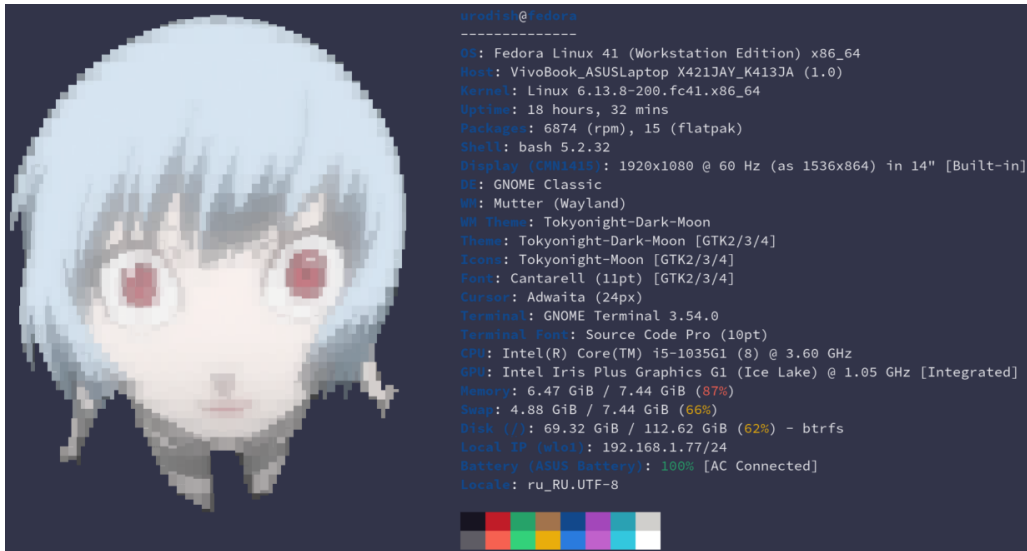 urodish@fedora
--------------
OS: Fedora Linux 41 (Workstation Edition) x86_64
Host: VivoBook_ASUSLaptop X421JAY_K413JA (1.0)
Kernel: Linux 6.13.8-200.fc41.x86_64
Uptime: 18 hours, 32 mins
Packages: 6874 (rpm), 15 (flatpak)
Shell: bash 5.2.32
Display (CMN1415): 1920x1080 @ 60 Hz (as 1536x864) in 14" [Built-in]
DE: GNOME Classic
WM: Mutter (Wayland)
WM Theme: Tokyonight-Dark-Moon
Theme: Tokyonight-Dark-Moon [GTK2/3/4]
Icons: Tokyonight-Moon [GTK2/3/4]
Font: Cantarell (11pt) [GTK2/3/4]
Cursor: Adwaita (24px)
Terminal: GNOME Terminal 3.54.0
Terminal Font: Source Code Pro (10pt)
CPU: Intel(R) Core(TM) i5-1035G1 (8) @ 3.60 GHz
GPU: Intel Iris Plus Graphics G1 (Ice Lake) @ 1.05 GHz [Integrated]
Memory: 6.47 GiB / 7.44 GiB (87%)
Swap: 4.88 GiB / 7.44 GiB (66%)
Disk (/): 69.32 GiB / 112.62 GiB (62%) - btrfs
Local IP (wlo1): 192.168.1.77/24
Battery (ASUS Battery): 100% [AC Connected]
Locale: ru_RU.UTF-8